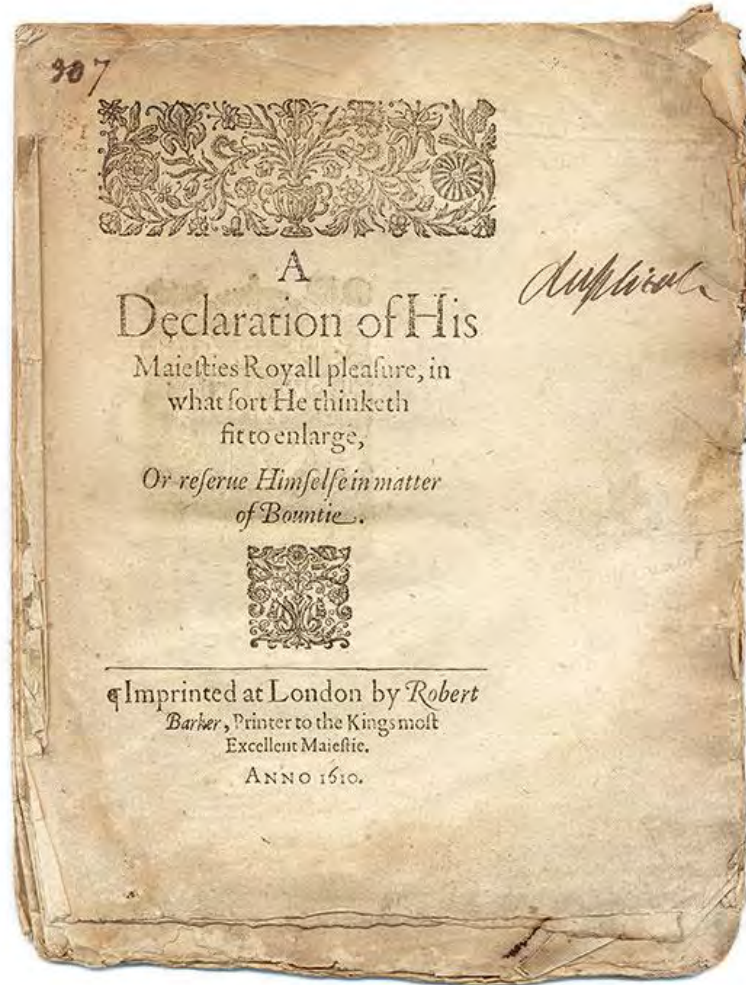 307
A
Declaration of His
Maieſties Royall pleaſure, in
what ſort He thinketh
fit to enlarge,
Or reſerue Himſelfe in matter
of Bountie.
duplicate
¶Imprinted at London by Robert
Barker, Printer to the Kings moſt
Excellent Maieſtie.
ANNO 1610.